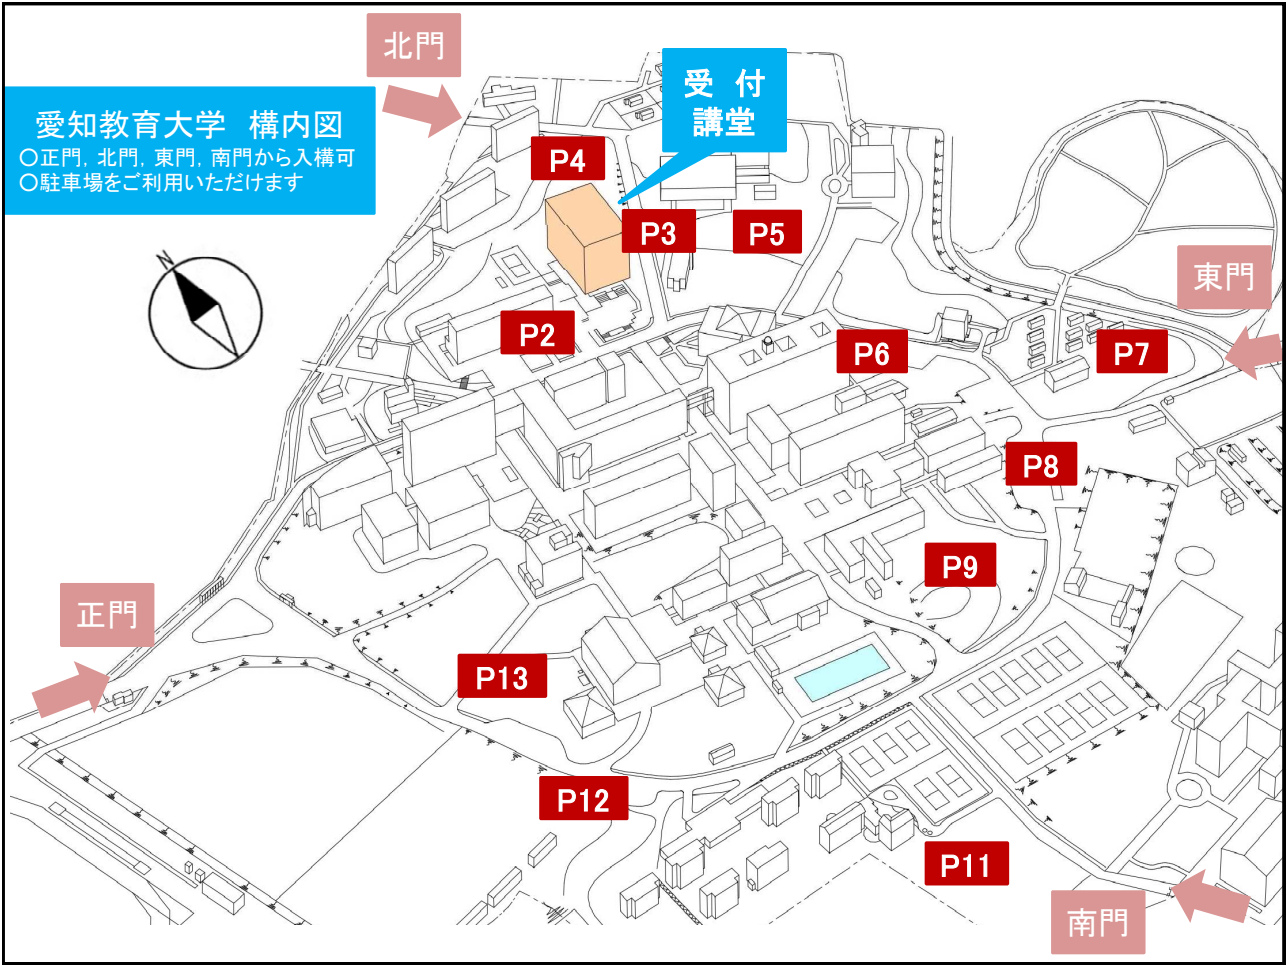 北門
受 付
講堂
愛知教育大学 構内図
○正門, 北門, 東門, 南門から入構可
○駐車場をご利用いただけます
P4
P3
P5
N
東門
P2
P6
P7
P8
P9
正門
P13
P12
P11
南門